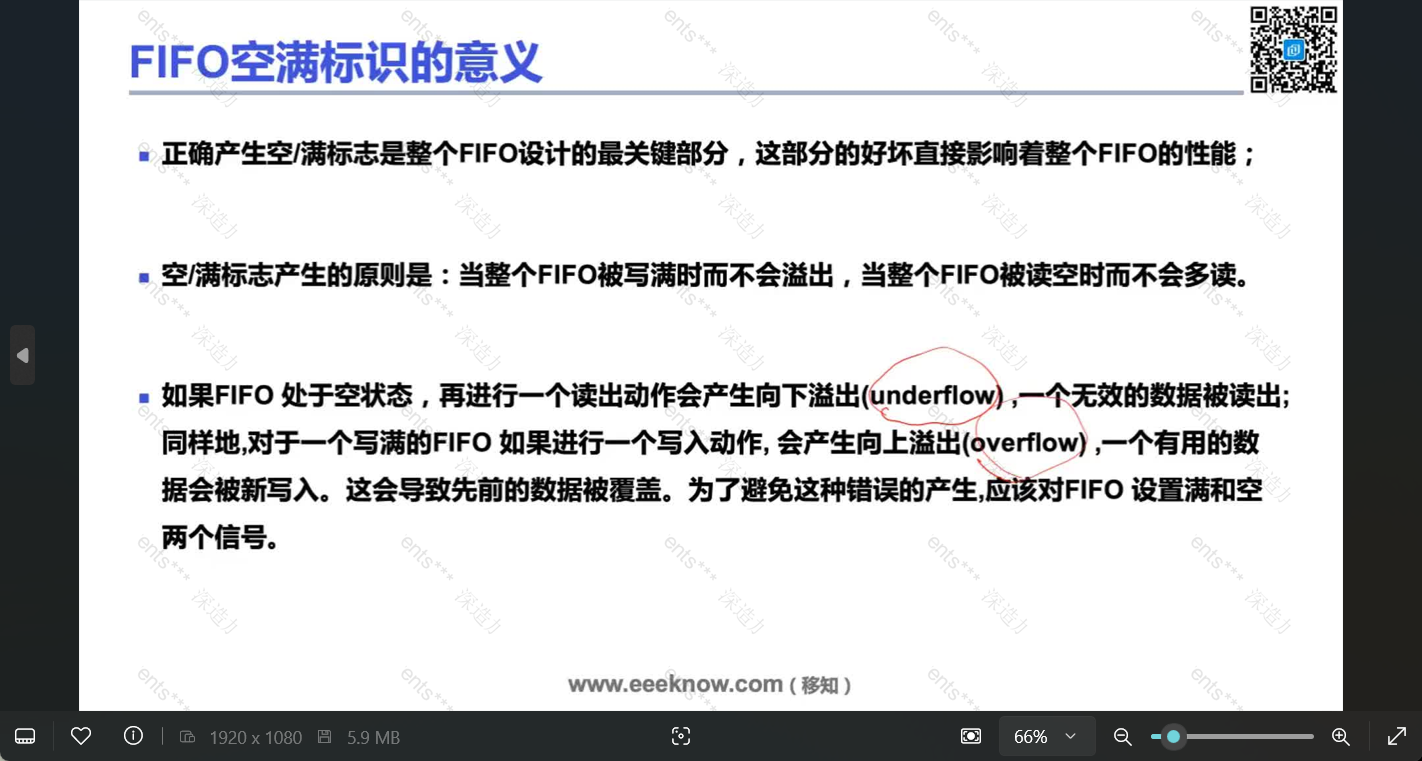 FIFO空满标识的意义
正确产生空/满标志是整个FIFO设计的最关键部分，这部分的好坏直接影响着整个FIFO的性能；
空/满标志产生的原则是：当整个FIFO被写满时而不会溢出，当整个FIFO被读空时而不会多读。
如果FIFO 处于空状态，再进行一个读出动作会产生向下溢出(underflow) ,一个无效的数据被读出;
同样地,对于一个写满的FIFO 如果进行一个写入动作, 会产生向上溢出(overflow) ,一个有用的数
据会被新写入。这会导致先前的数据被覆盖。为了避免这种错误的产生,应该对FIFO 设置满和空
两个信号。
www.eeeknow.com（移知）
ents*** 深造力
1920 x 1080 5.9 MB 66%